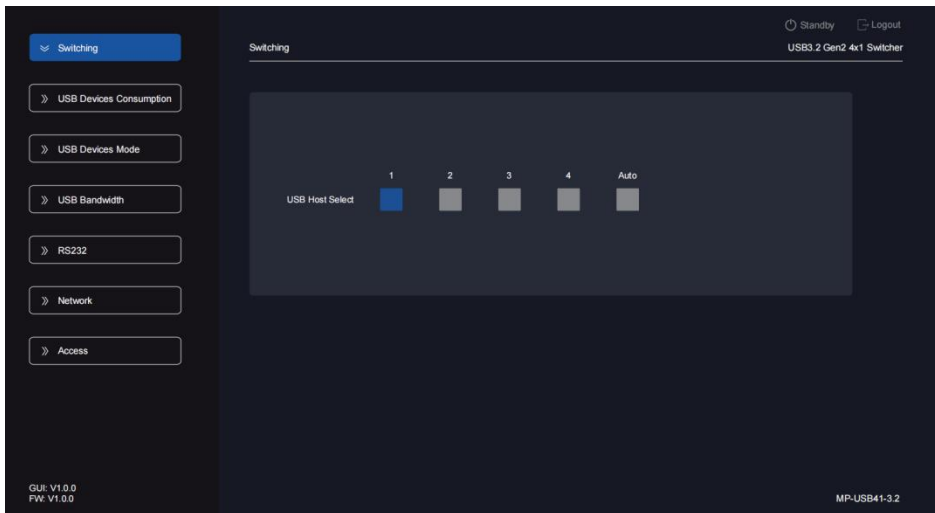 Standby Logout
Switching
USB3.2 Gen2 4x1 Switcher
Switching
USB Devices Consumption
USB Devices Mode
USB Bandwidth
RS232
Network
Access
1 2 3 4 Auto
USB Host Select
GUI: V1.0.0
FW: V1.0.0
MP-USB41-3.2